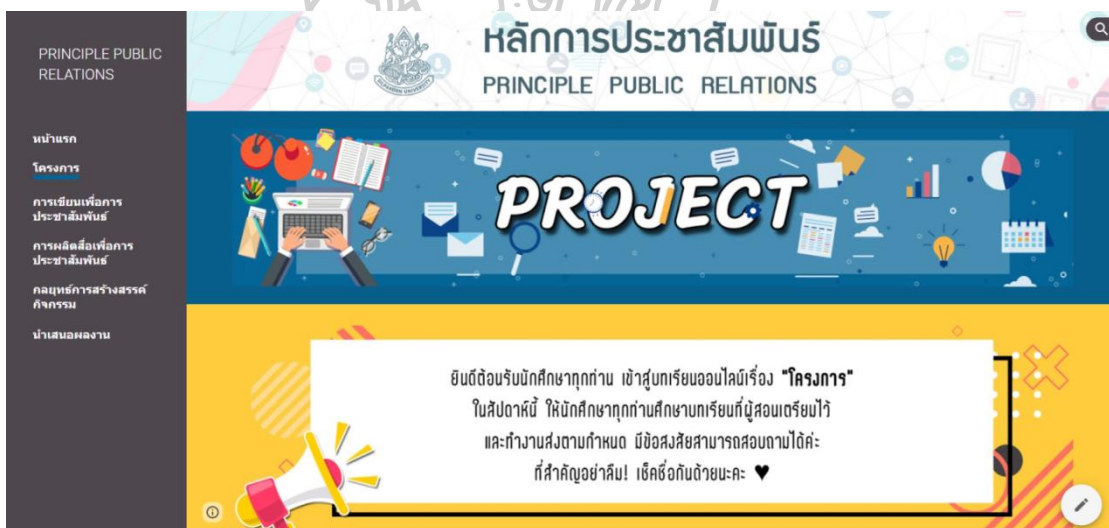 PRINCIPLE PUBLIC
RELATIONS
หน้าแรก
โครงการ
การเขียนเพื่อการ
ประชาสัมพันธ์
การผลิตสื่อเพื่อการ
ประชาสัมพันธ์
กลยุทธ์การสร้างสรรค์
กิจกรรม
นำเสนอผลงาน
หลักการประชาสัมพันธ์
PRINCIPLE PUBLIC RELATIONS
SILPAKORN UNIVERSITY
PROJECT
ยินดีต้อนรับนักศึกษาทุกท่าน เข้าสู่บทเรียนออนไลน์เรื่อง "โครงการ"
ในสัปดาห์นี้ ให้นักศึกษาทุกท่านศึกษาบทเรียนที่ผู้สอนเตรียมไว้
และทำงานส่งตามกำหนด มีข้อสงสัยสามารถสอบถามได้ค่ะ
ที่สำคัญอย่าลืม! เช็คชื่อกันด้วยนะคะ ♥